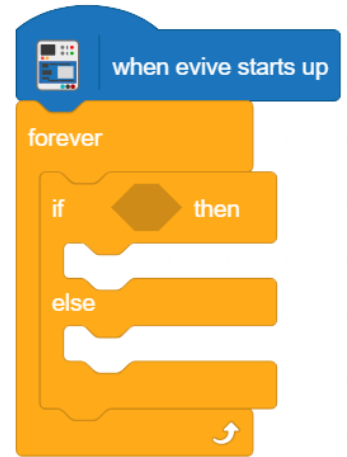 when evive starts up
forever
if then
else